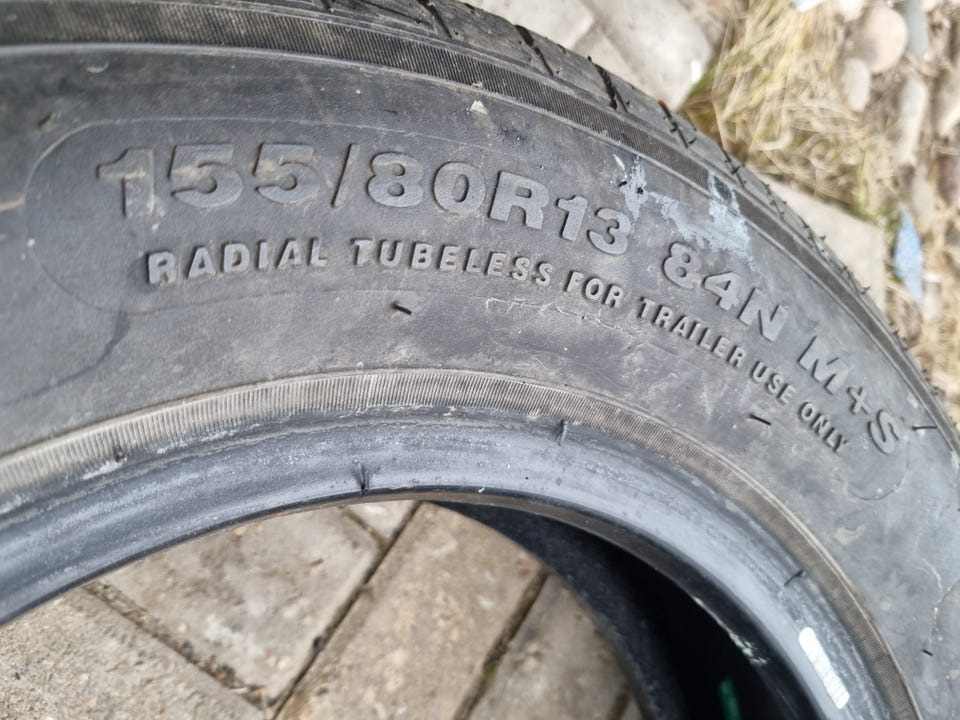 155/80R13 84N M+S
RADIAL TUBELESS FOR TRAILER USE ONLY